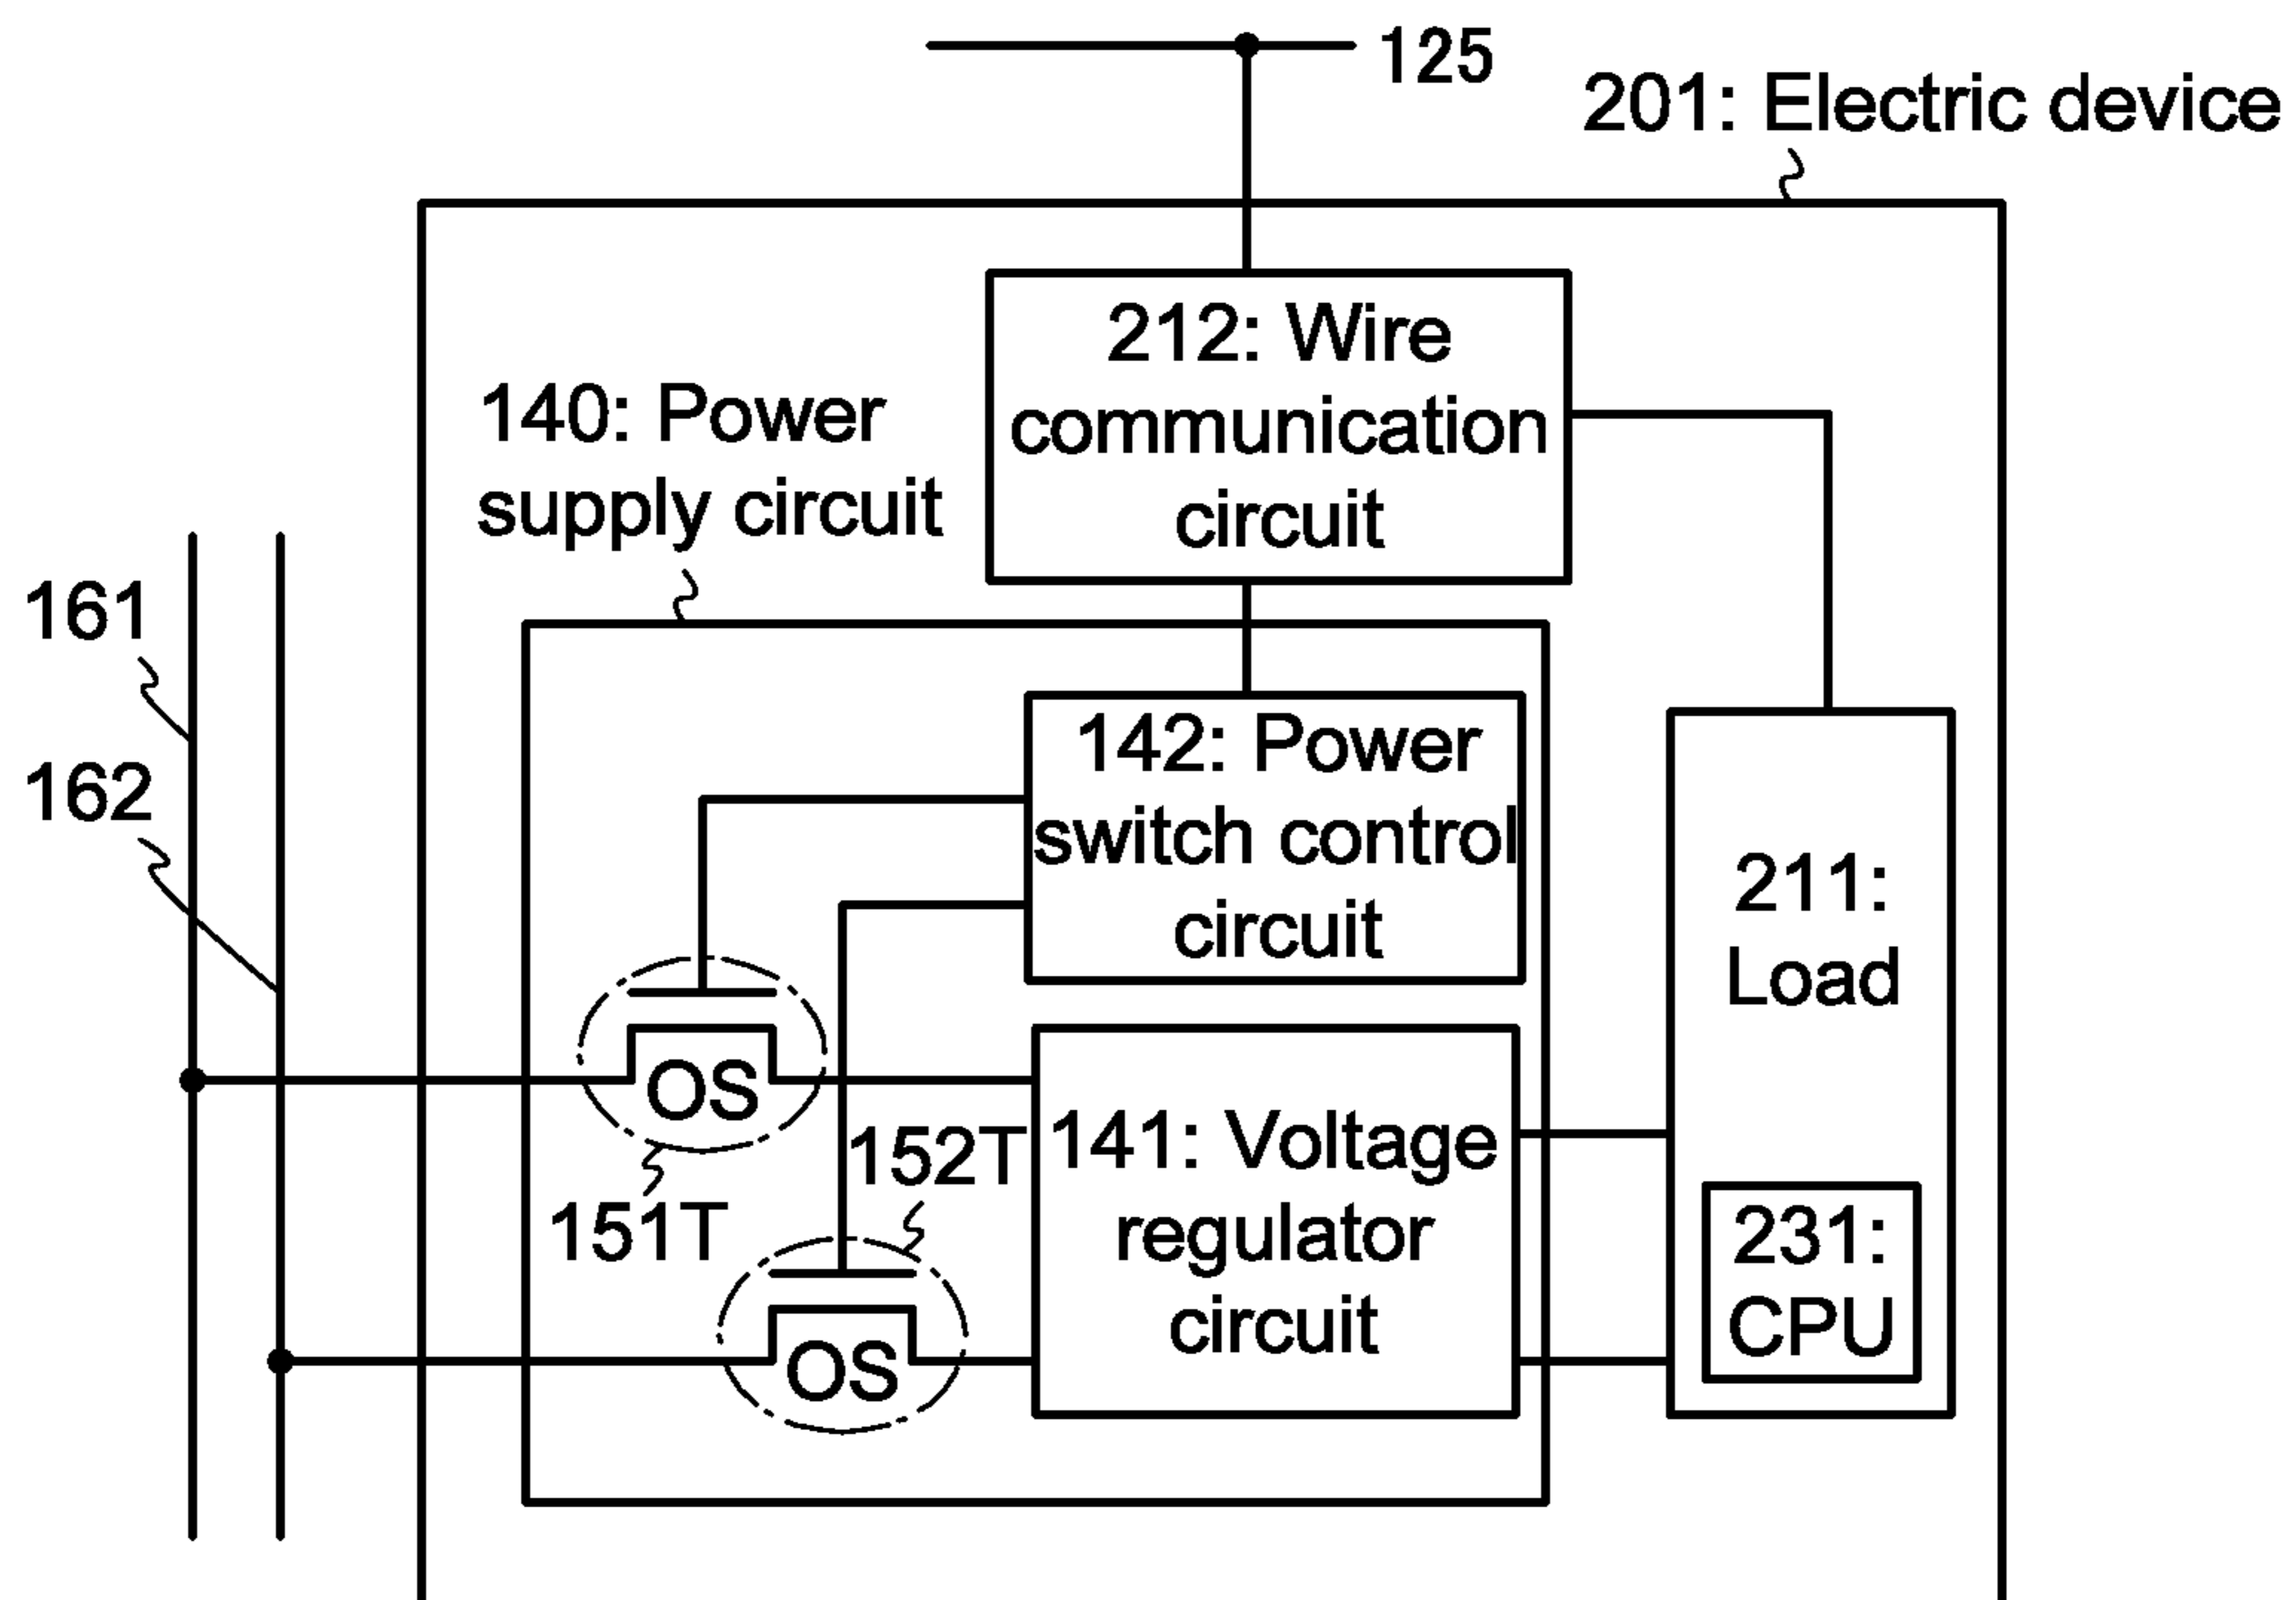 125
201: Electric device
212: Wire
communication
circuit
140: Power
supply circuit
161
162
142: Power
switch control
circuit
211:
Load
OS
151T
152T
141: Voltage
regulator
circuit
OS
231:
CPU